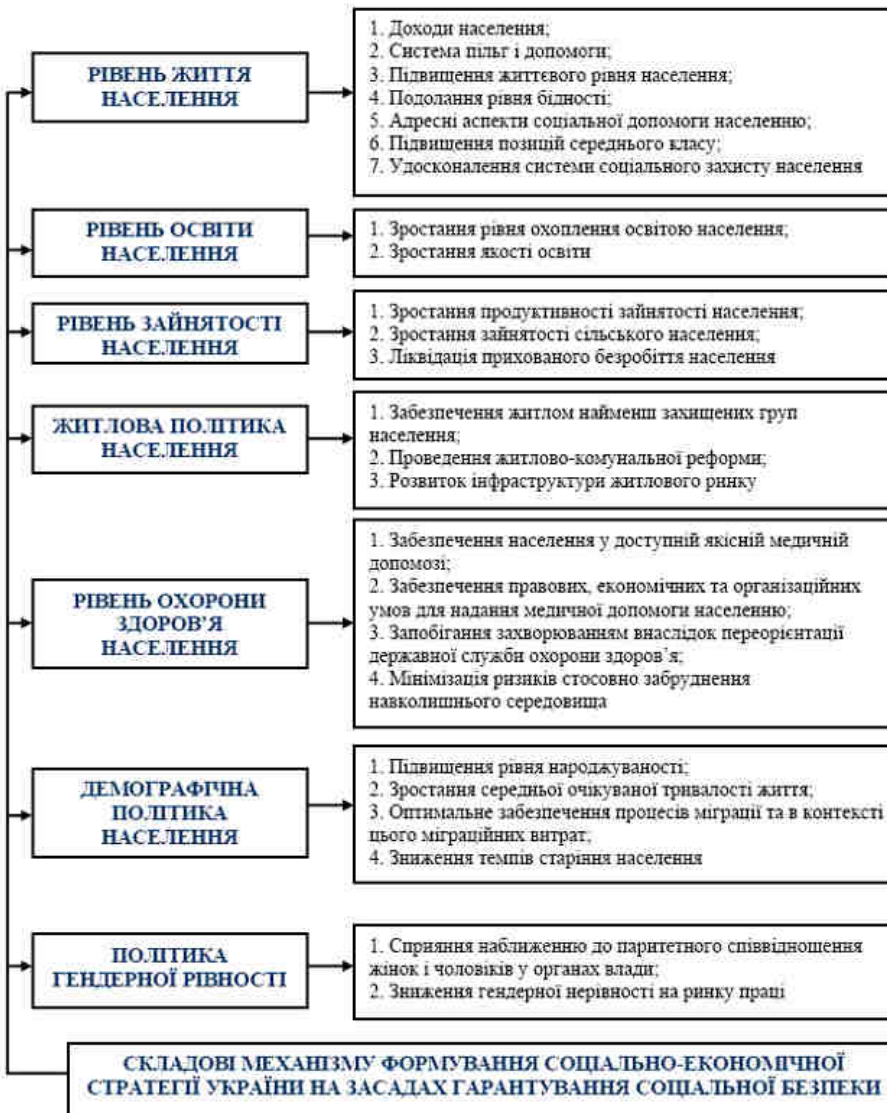 РІВЕНЬ ЖИТТЯ
НАСЕЛЕННЯ
1. Доходи населення;
2. Система пільг і допомоги;
3. Підвищення життєвого рівня населення;
4. Подолання рівня бідності;
5. Адресні аспекти соціальної допомоги населенню;
6. Підвищення позицій середнього класу;
7. Удосконалення системи соціального захисту населення
РІВЕНЬ ОСВІТИ
НАСЕЛЕННЯ
1. Зростання рівня охоплення освітою населення;
2. Зростання якості освіти
РІВЕНЬ ЗАЙНЯТОСТІ
НАСЕЛЕННЯ
1. Зростання продуктивності зайнятості населення;
2. Зростання зайнятості сільського населення;
3. Ліквідація прихованого безробіття населення
ЖИТЛОВА ПОЛІТИКА
НАСЕЛЕННЯ
1. Забезпечення житлом найменш захищених груп
населення;
2. Проведення житлово-комунальної реформи;
3. Розвиток інфраструктури житлового ринку
РІВЕНЬ ОХОРОНИ
ЗДОРОВ’Я
НАСЕЛЕННЯ
1. Забезпечення населення у доступній якісній медичній
допомозі;
2. Забезпечення правових, економічних та організаційних
умов для надання медичної допомоги населенню;
3. Запобігання захворюванням внаслідок переорієнтації
державної служби охорони здоров’я;
4. Мінімізація ризиків стосовно забруднення
навколишнього середовища
ДЕМОГРАФІЧНА
ПОЛІТИКА
НАСЕЛЕННЯ
1. Підвищення рівня народжуваності;
2. Зростання середньої очікуваної тривалості життя;
3. Оптимальне забезпечення процесів міграції та в контексті
цього міграційних витрат;
4. Зниження темпів старіння населення
ПОЛІТИКА
ГЕНДЕРНОЇ РІВНОСТІ
1. Сприяння наближенню до паритетного співвідношення
жінок і чоловіків у органах влади;
2. Зниження гендерної нерівності на ринку праці
СКЛАДОВІ МЕХАНІЗМУ ФОРМУВАННЯ СОЦІАЛЬНО-ЕКОНОМІЧНОЇ
СТРАТЕГІЇ УКРАЇНИ НА ЗАСАДАХ ГАРАНТУВАННЯ СОЦІАЛЬНОЇ БЕЗПЕКИ